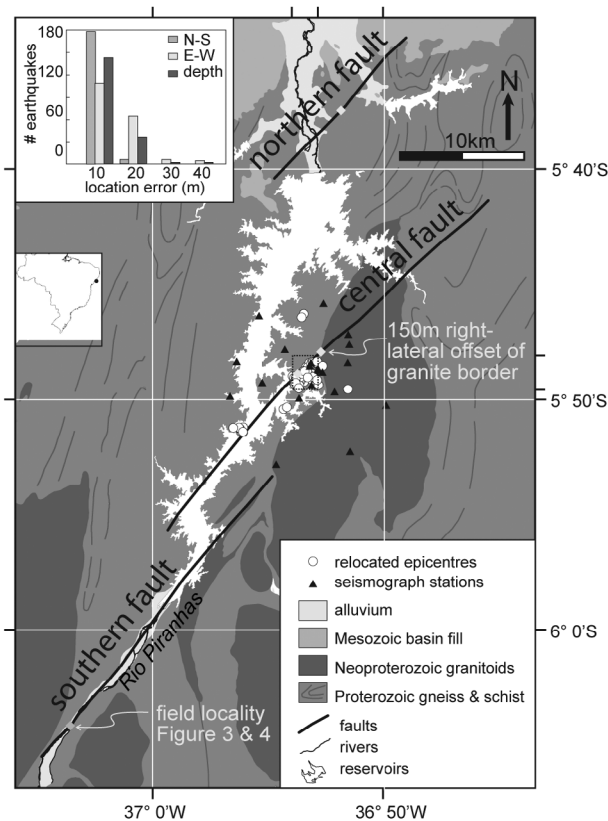 180
120
60
0
# earthquakes
N-S
E-W
depth
10 20 30 40
location error (m)
northern fault
N
10km
5° 40'S
central fault
150m right-
lateral offset of
granite border
5° 50'S
southern fault
Rio Piranhas
6° 0'S
field locality
Figure 3 & 4
relocated epicentres
seismograph stations
alluvium
Mesozoic basin fill
Neoproterozoic granitoids
Proterozoic gneiss & schist
faults
rivers
reservoirs
37° 0'W
36° 50'W